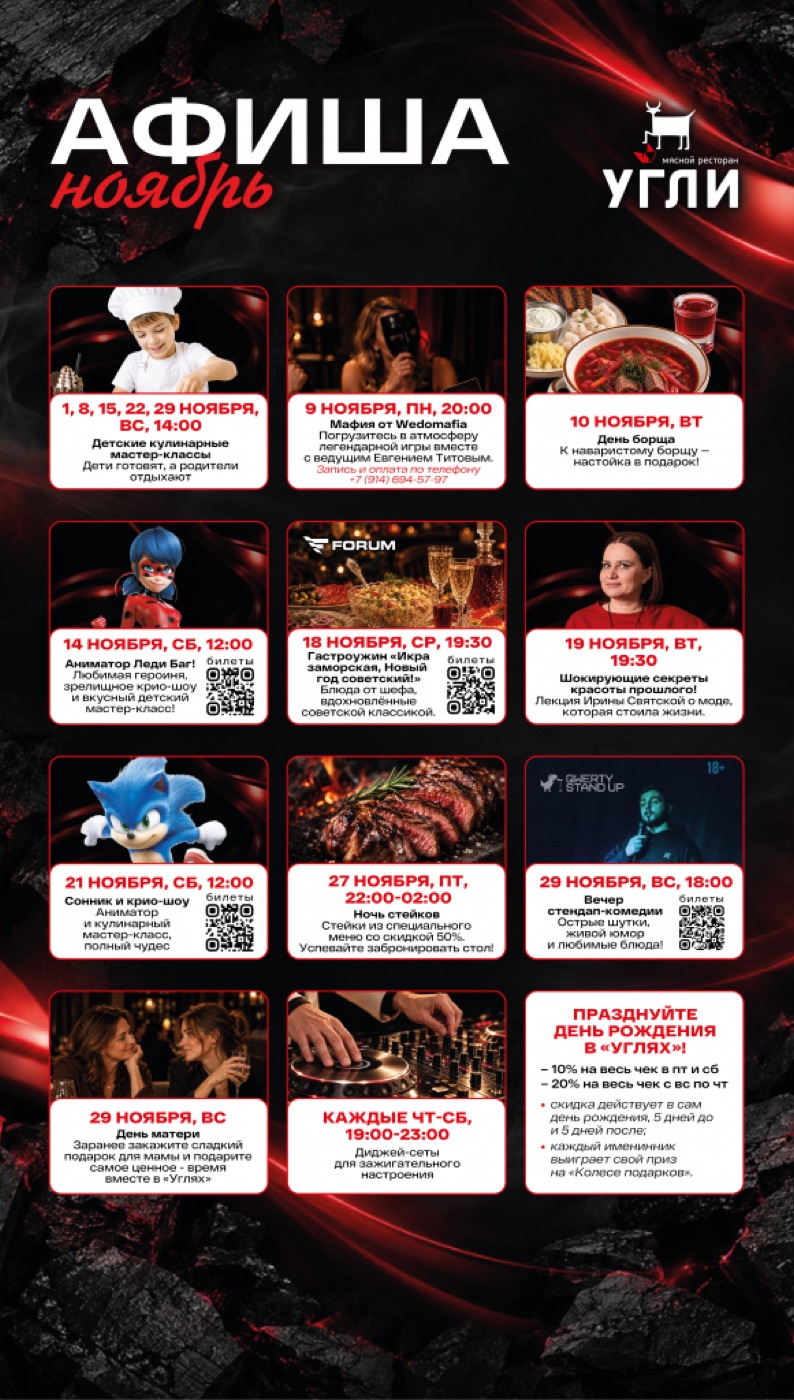 АФИША
ноябрь
мясной ресторан
УГЛИ
1, 8, 15, 22, 29 НОЯБРЯ,
ВС, 14:00
Детские кулинарные
мастер-классы
Дети готовят, а родители
отдыхают
9 НОЯБРЯ, ПН, 20:00
Мафия от Wedomafia
Погрузитесь в атмосферу
легендарной игры вместе
с ведущим Евгением Титовым.
Запись и оплата по телефону
+7 (914) 694-57-97
10 НОЯБРЯ, ВТ
День борща
К наваристому борщу –
настойка в подарок!
14 НОЯБРЯ, СБ, 12:00
Аниматор Леди Баг!
Любимая героиня,
зрелищное крио-шоу
и вкусный детский
мастер-класс!
билеты
FORUM
18 НОЯБРЯ, СР, 19:30
Гастроужин «Икра
заморская, Новый
год советский!»
Блюда от шефа,
вдохновлённые
советской классикой.
билеты
19 НОЯБРЯ, ВТ,
19:30
Шокирующие секреты
красоты прошлого!
Лекция Ирины Святской о моде,
которая стоила жизни.
21 НОЯБРЯ, СБ, 12:00
Сонник и крио-шоу
Аниматор
и кулинарный
мастер-класс,
полный чудес
билеты
27 НОЯБРЯ, ПТ,
22:00-02:00
Ночь стейков
Стейки из специального
меню со скидкой 50%.
Успевайте забронировать стол!
18+
QWERTY
STAND UP
29 НОЯБРЯ, ВС, 18:00
Вечер
стендап-комедии
Острые шутки,
живой юмор
и любимые блюда!
билеты
29 НОЯБРЯ, ВС
День матери
Заранее закажите сладкий
подарок для мамы и подарите
самое ценное - время
вместе в «Углях»
КАЖДЫЕ ЧТ-СБ,
19:00-23:00
Диджей-сеты
для зажигательного
настроения
ПРАЗДНУЙТЕ
ДЕНЬ РОЖДЕНИЯ
В «УГЛЯХ»!
– 10% на весь чек в пт и сб
– 20% на весь чек с вс по чт
• скидка действует в сам
день рождения, 5 дней до
и 5 дней после;
• каждый именинник
выиграет свой приз
на «Колесе подарков».